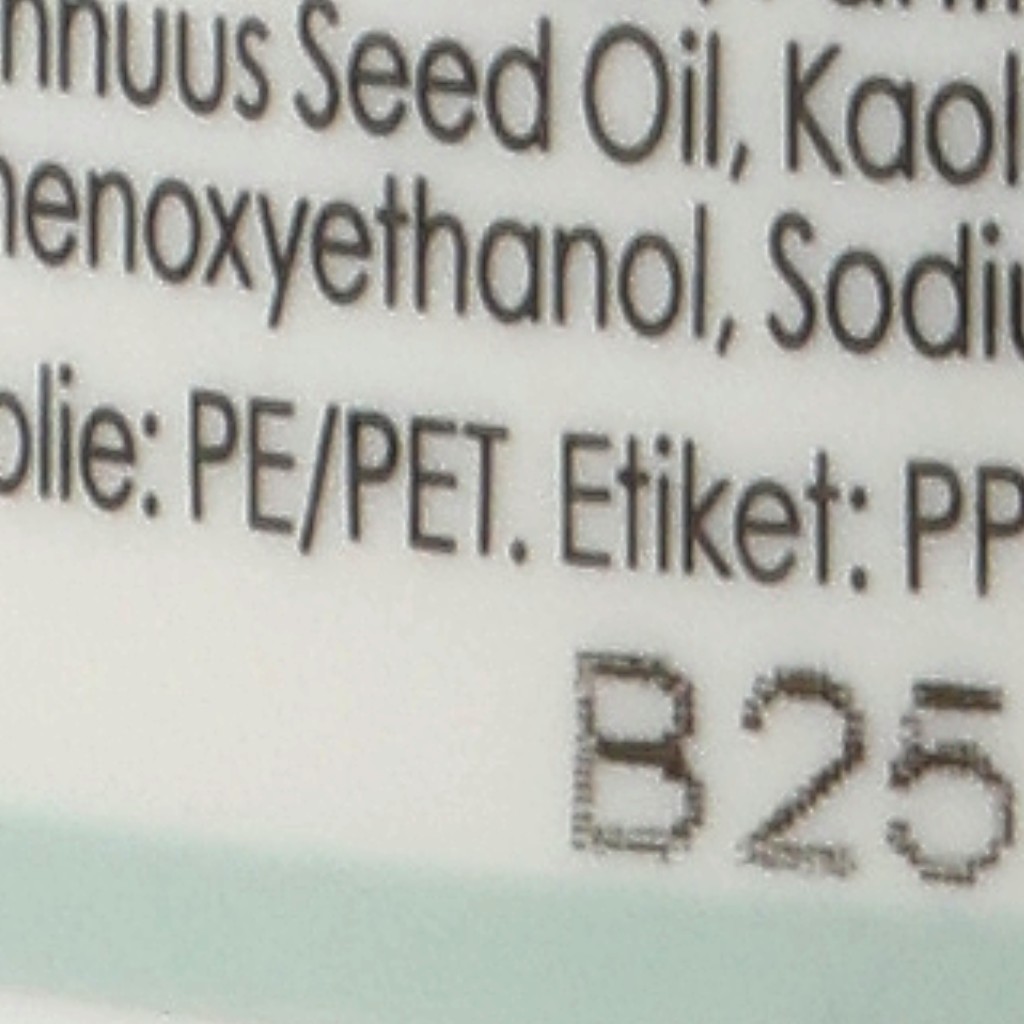 nnuus Seed Oil, Kaol
henoxyethanol, Sodiu
olie: PE/PET. Etiket: PP
B25